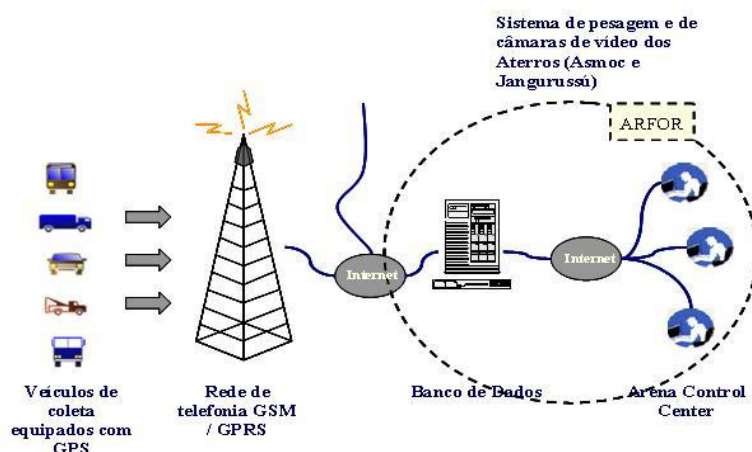 Sistema de pesagem e de
câmaras de vídeo dos
Aterros (Asmoc e
Jangurussú)
ARFOR
Internet
Internet
Veículos de
coleta
equipados com
GPS
Rede de
telefonia GSM
/ GPRS
Banco de Dados
Arena Control
Center